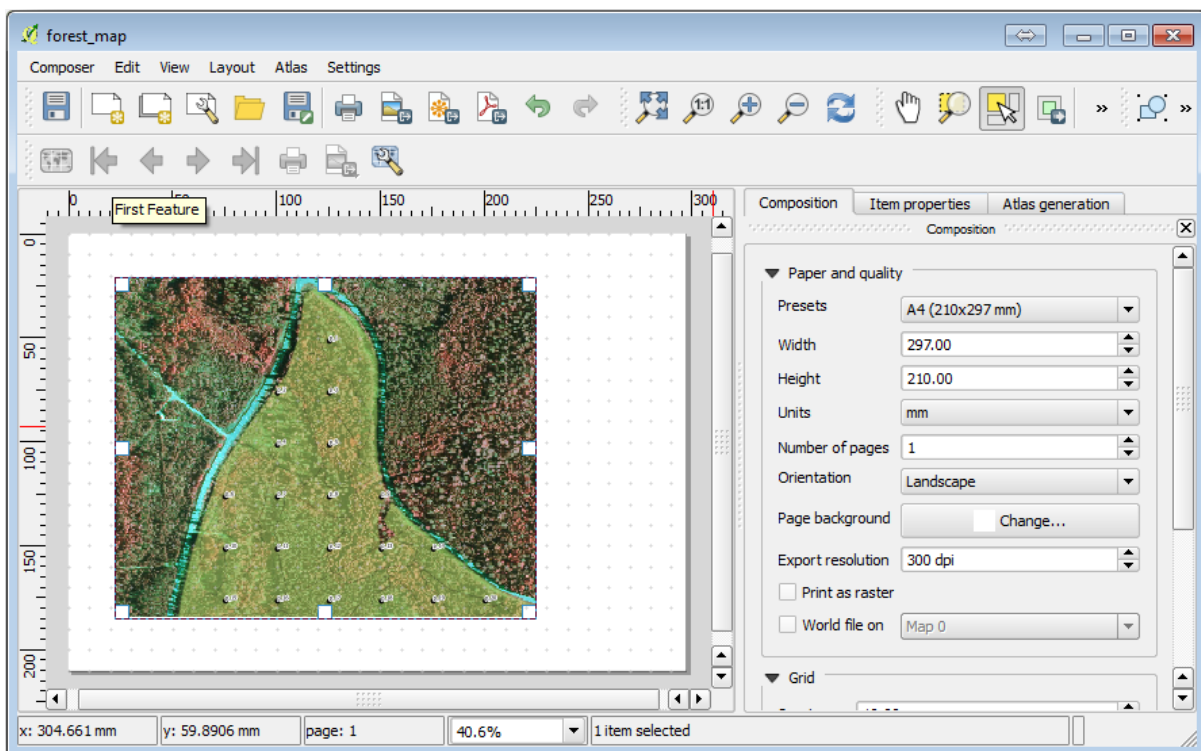 forest_map
Composer Edit View Layout Atlas Settings
1:1
» »
First Feature
0 50 100 150 200 250 300
0
50
100
150
200
Composition Item properties Atlas generation
Composition
Paper and quality
Presets A4 (210x297 mm)
Width 297.00
Height 210.00
Units mm
Number of pages 1
Orientation Landscape
Page background Change...
Export resolution 300 dpi
Print as raster
World file on Map 0
Grid
x: 304.661 mm y: 59.8906 mm page: 1 40.6% 1 item selected